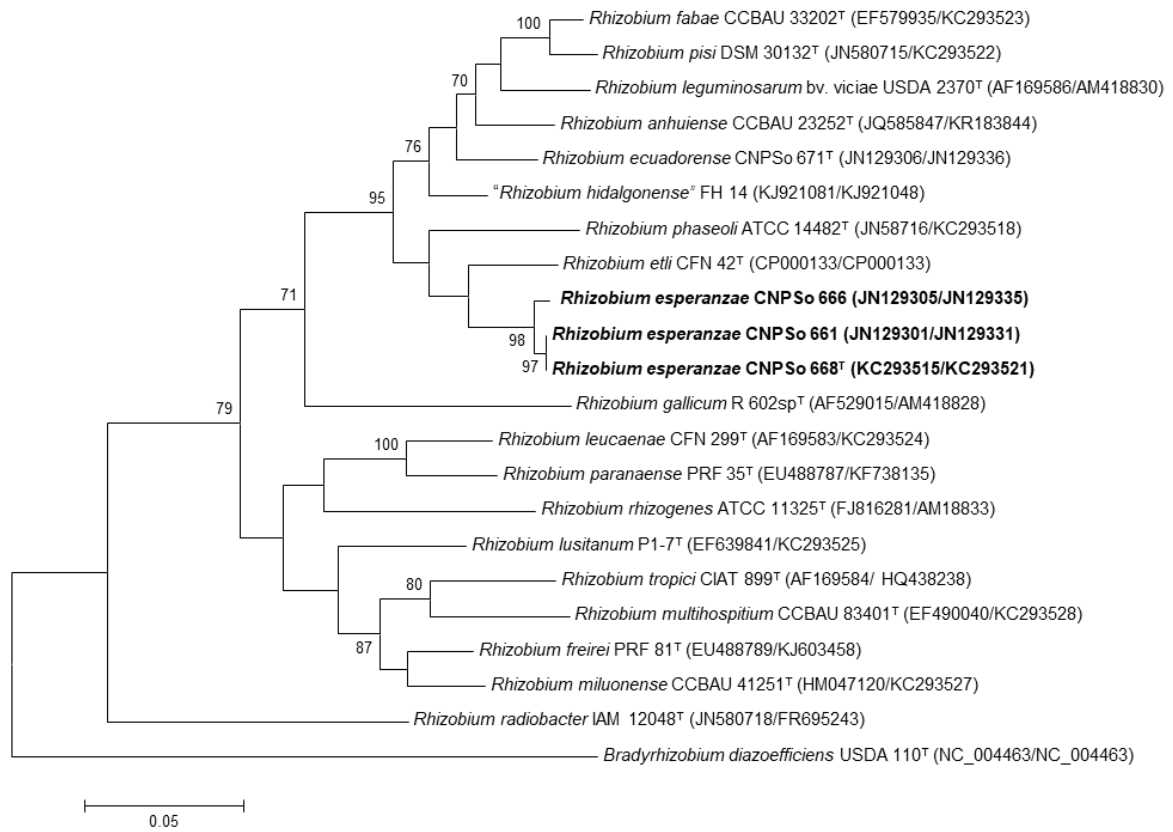 100
Rhizobium fabae CCBAU 33202ᵀ (EF579935/KC293523)
Rhizobium pisi DSM 30132ᵀ (JN580715/KC293522)
70
Rhizobium leguminosarum bv. viciae USDA 2370ᵀ (AF169586/AM418830)
Rhizobium anhuiense CCBAU 23252ᵀ (JQ585847/KR183844)
76
Rhizobium ecuadorense CNPSo 671ᵀ (JN129306/JN129336)
95
“Rhizobium hidalgonense” FH 14 (KJ921081/KJ921048)
Rhizobium phaseoli ATCC 14482ᵀ (JN58716/KC293518)
Rhizobium etli CFN 42ᵀ (CP000133/CP000133)
71
Rhizobium esperanzae CNPSo 666 (JN129305/JN129335)
98
Rhizobium esperanzae CNPSo 661 (JN129301/JN129331)
97
Rhizobium esperanzae CNPSo 668ᵀ (KC293515/KC293521)
79
Rhizobium gallicum R 602spᵀ (AF529015/AM418828)
100
Rhizobium leucaenae CFN 299ᵀ (AF169583/KC293524)
Rhizobium paranaense PRF 35ᵀ (EU488787/KF738135)
Rhizobium rhizogenes ATCC 11325ᵀ (FJ816281/AM18833)
Rhizobium lusitanum P1-7ᵀ (EF639841/KC293525)
80
Rhizobium tropici CIAT 899ᵀ (AF169584/ HQ438238)
Rhizobium multihospitium CCBAU 83401ᵀ (EF490040/KC293528)
87
Rhizobium freirei PRF 81ᵀ (EU488789/KJ603458)
Rhizobium miluonense CCBAU 41251ᵀ (HM047120/KC293527)
Rhizobium radiobacter IAM 12048ᵀ (JN580718/FR695243)
Bradyrhizobium diazoefficiens USDA 110ᵀ (NC_004463/NC_004463)
0.05